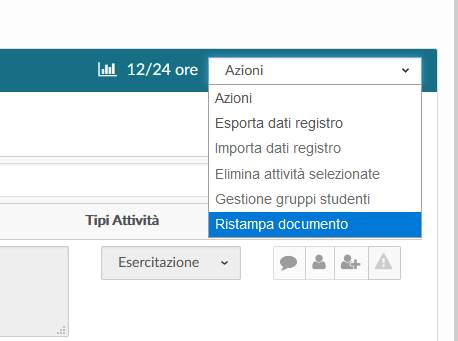 12/24 ore
Azioni
Azioni
Esporta dati registro
Importa dati registro
Elimina attività selezionate
Gestione gruppi studenti
Ristampa documento
Tipi Attività
Esercitazione